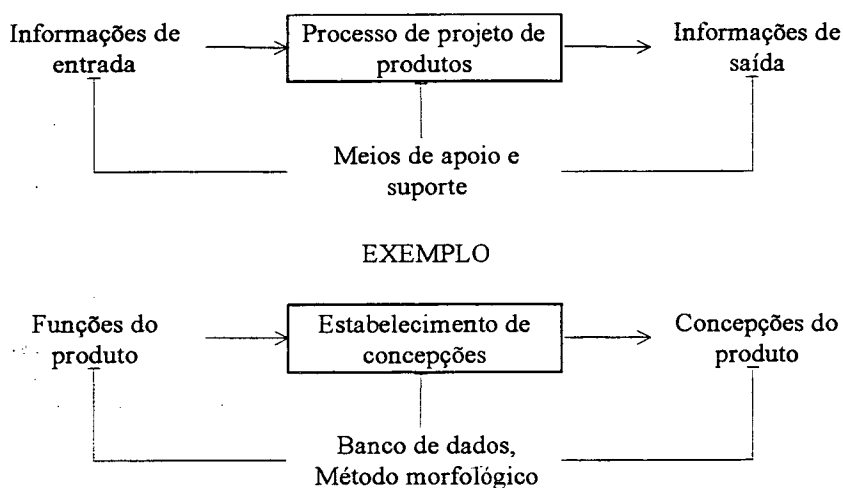 Informações de
entrada
Processo de projeto de
produtos
Informações de
saída
Meios de apoio e
suporte
EXEMPLO
Funções do
produto
Estabelecimento de
concepções
Concepções do
produto
Banco de dados,
Método morfológico